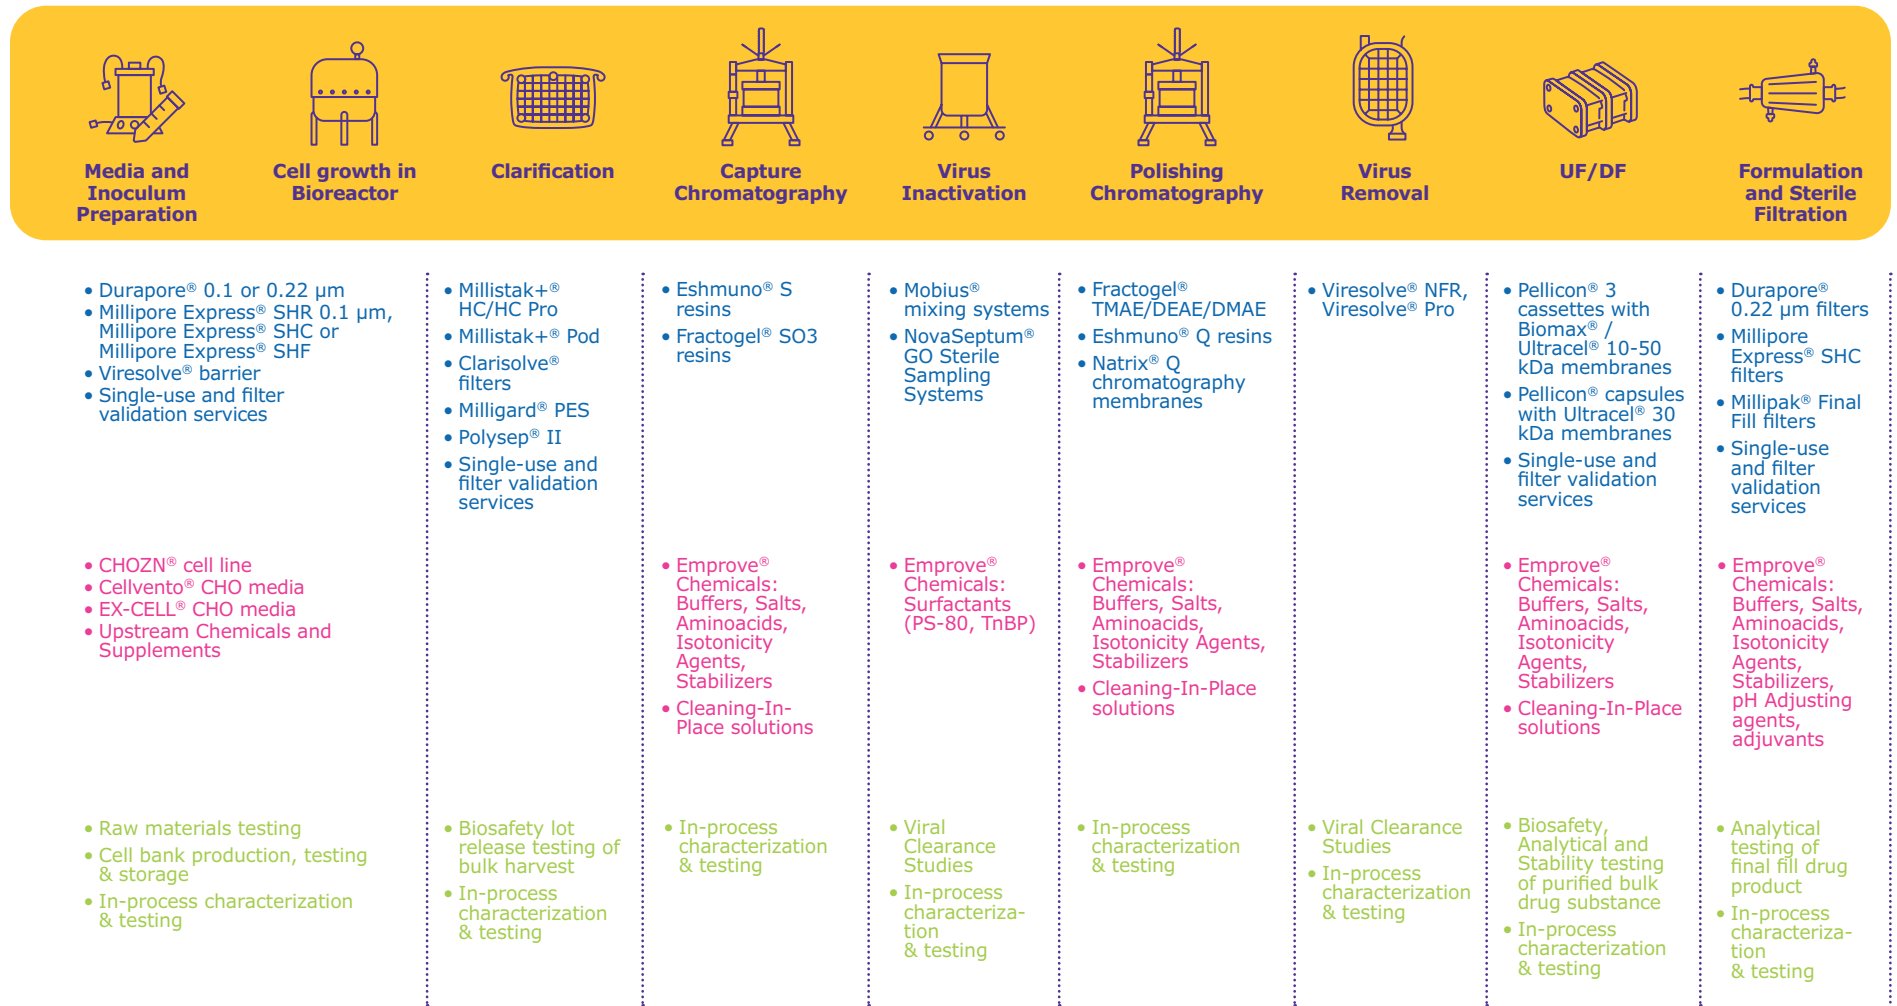 Media and
Inoculum
Preparation
Cell growth in
Bioreactor
Clarification
Capture
Chromatography
Virus
Inactivation
Polishing
Chromatography
Virus
Removal
UF/DF
Formulation
and Sterile
Filtration
• Durapore® 0.1 or 0.22 µm
• Millipore Express® SHR 0.1 µm,
Millipore Express® SHC or
Millipore Express® SHF
• Viresolve® barrier
• Single-use and filter
validation services
• Millistak+®
HC/HC Pro
• Millistak+® Pod
• Clarisolve®
filters
• Milligard® PES
• Polysep® II
• Single-use and
filter validation
services
• Eshmuno® S
resins
• Fractogel® SO3
resins
• Mobius®
mixing systems
• NovaSeptum®
GO Sterile
Sampling
Systems
• Fractogel®
TMAE/DEAE/DMAE
• Eshmuno® Q resins
• Natrix® Q
chromatography
membranes
• Viresolve® NFR,
Viresolve® Pro
• Pellicon® 3
cassettes with
Biomax® /
Ultracel® 10-50
kDa membranes
• Pellicon® capsules
with Ultracel® 30
kDa membranes
• Single-use and
filter validation
services
• Durapore®
0.22 µm filters
• Millipore
Express® SHC
filters
• Millipak® Final
Fill filters
• Single-use
and filter
validation
services
• CHOZN® cell line
• Cellvento® CHO media
• EX-CELL® CHO media
• Upstream Chemicals and
Supplements
• Emprove®
Chemicals:
Buffers, Salts,
Aminoacids,
Isotonicity
Agents,
Stabilizers
• Cleaning-In-
Place solutions
• Emprove®
Chemicals:
Surfactants
(PS-80, TnBP)
• Emprove®
Chemicals:
Buffers, Salts,
Aminoacids,
Isotonicity Agents,
Stabilizers
• Cleaning-In-Place
solutions
• Emprove®
Chemicals:
Buffers, Salts,
Aminoacids,
Isotonicity
Agents,
Stabilizers
• Cleaning-In-Place
solutions
• Emprove®
Chemicals:
Buffers, Salts,
Aminoacids,
Isotonicity
Agents,
Stabilizers,
pH Adjusting
agents,
adjuvants
• Raw materials testing
• Cell bank production, testing
& storage
• In-process characterization
& testing
• Biosafety lot
release testing of
bulk harvest
• In-process
characterization
& testing
• In-process
characterization
& testing
• Viral
Clearance
Studies
• In-process
characteriza-
tion
& testing
• In-process
characterization
& testing
• Viral Clearance
Studies
• In-process
characterization
& testing
• Biosafety,
Analytical and
Stability testing
of purified bulk
drug substance
• In-process
characterization
& testing
• Analytical
testing of
final fill drug
product
• In-process
characteriza-
tion
& testing